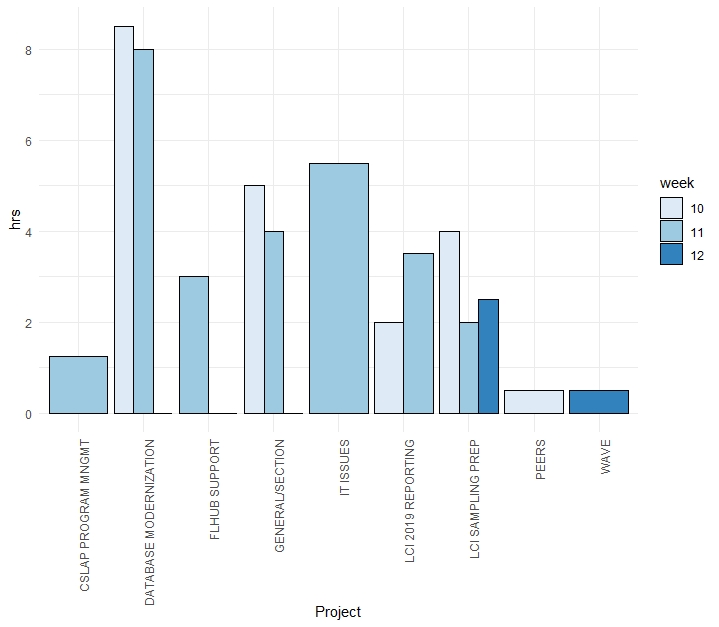 8
6
4
2
0
hrs
CSLAP PROGRAM MNGMT
DATABASE MODERNIZATION
FLHUB SUPPORT
GENERAL/SECTION
IT ISSUES
LCI 2019 REPORTING
LCI SAMPLING PREP
PEERS
WAVE
Project
week
10
11
12